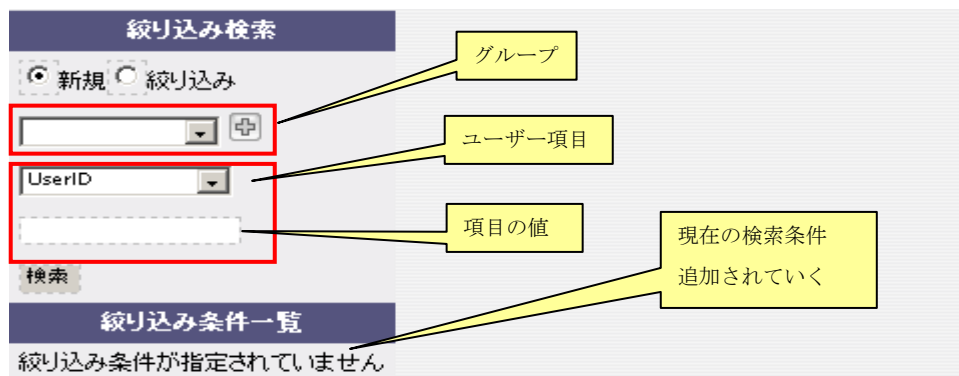 絞り込み検索
グループ
新規 絞り込み
ユーザー項目
UserID
項目の値
現在の検索条件
追加されていく
検索
絞り込み条件一覧
絞り込み条件が指定されていません